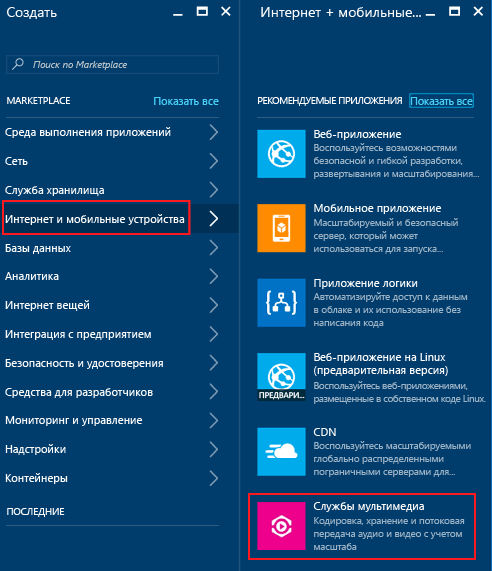 Создать
Поиск по Marketplace
MARKETPLACE Показать все
Среда выполнения приложений
Сеть
Служба хранилища
Интернет и мобильные устройства
Базы данных
Аналитика
Интернет вещей
Интеграция с предприятием
Безопасность и удостоверения
Средства для разработчиков
Мониторинг и управление
Надстройки
Контейнеры
ПОСЛЕДНИЕ
Интернет + мобильные...
РЕКОМЕНДУЕМЫЕ ПРИЛОЖЕНИЯ Показать все
Веб-приложение
Воспользуйтесь возможностями
безопасной и гибкой разработки,
развертывания и масштабирования...
Мобильное приложение
Масштабируемый и безопасный
сервер, который может
использоваться для запуска...
Приложение логики
Автоматизируйте доступ к данным
в облаке и их использование без
написания кода
Веб-приложение на Linux
(предварительная версия)
ПРЕДВАРИ...
Воспользуйтесь веб-приложениями,
размещенные в собственном коде Linux.
CDN
Воспользуйтесь масштабируемыми
глобально распределенными
пограничными серверами для...
Службы мультимедиа
Кодировка, хранение и потоковая
передача аудио и видео с учетом
масштаба